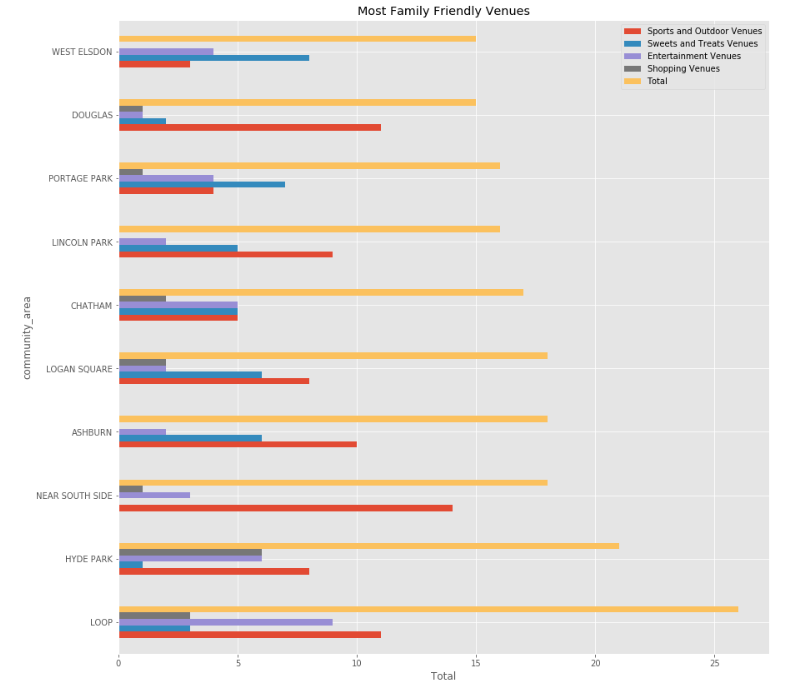 Most Family Friendly Venues
Sports and Outdoor Venues
Sweets and Treats Venues
Entertainment Venues
Shopping Venues
Total
community_area
WEST ELSDON
DOUGLAS
PORTAGE PARK
LINCOLN PARK
CHATHAM
LOGAN SQUARE
ASHBURN
NEAR SOUTH SIDE
HYDE PARK
LOOP
0 5 10 15 20 25
Total